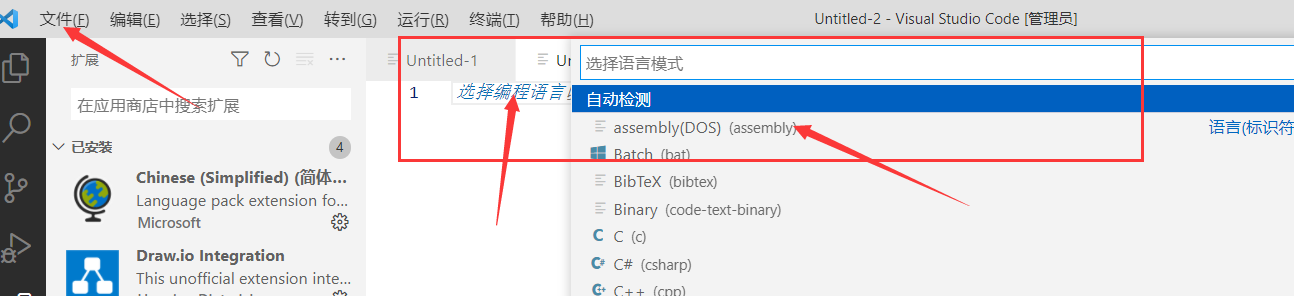 文件(F) 编辑(E) 选择(S) 查看(V) 转到(G) 运行(R) 终端(T) 帮助(H) Untitled-2 - Visual Studio Code [管理员]
扩展
在应用商店中搜索扩展
已安装 4
Chinese (Simplified) (简体...
Language pack extension fo...
Microsoft
Draw.io Integration
This unofficial extension inte...
Untitled-1
1 选择编程语言
选择语言模式
自动检测
assembly(DOS) (assembly) 语言(标识符
Batch (bat)
BibTeX (bibtex)
Binary (code-text-binary)
C (c)
C# (csharp)
C++ (cpp)